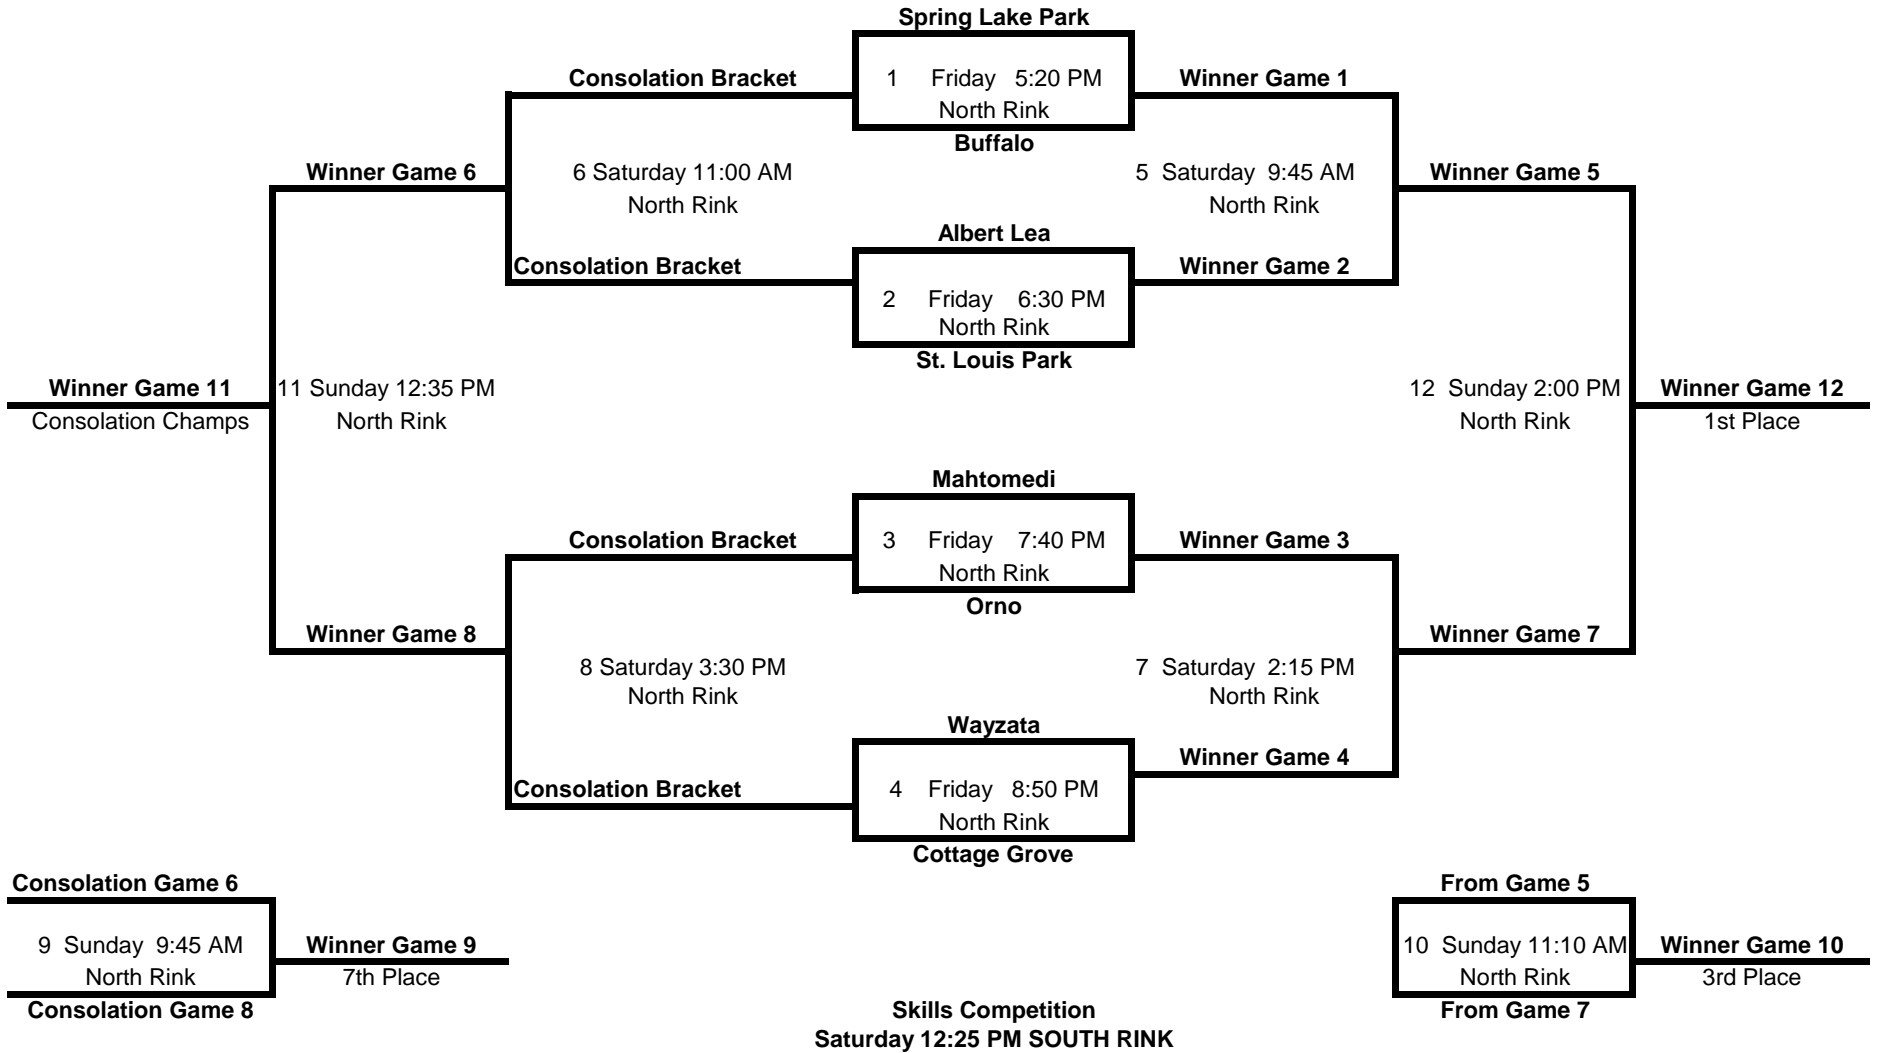 Spring Lake Park
Consolation Bracket
1 Friday 5:20 PM
Winner Game 1
North Rink
Buffalo
Winner Game 6
6 Saturday 11:00 AM
5 Saturday 9:45 AM
Winner Game 5
North Rink
North Rink
Albert Lea
Consolation Bracket
Winner Game 2
2 Friday 6:30 PM
North Rink
St. Louis Park
Winner Game 11
11 Sunday 12:35 PM
12 Sunday 2:00 PM
Winner Game 12
Consolation Champs
North Rink
North Rink
1st Place
Mahtomedi
Consolation Bracket
3 Friday 7:40 PM
Winner Game 3
North Rink
Orno
Winner Game 8
Winner Game 7
8 Saturday 3:30 PM
7 Saturday 2:15 PM
North Rink
North Rink
Wayzata
Winner Game 4
Consolation Bracket
4 Friday 8:50 PM
North Rink
Cottage Grove
Consolation Game 6
From Game 5
9 Sunday 9:45 AM
Winner Game 9
10 Sunday 11:10 AM
Winner Game 10
North Rink
7th Place
North Rink
3rd Place
Consolation Game 8
Skills Competition
From Game 7
Saturday 12:25 PM SOUTH RINK